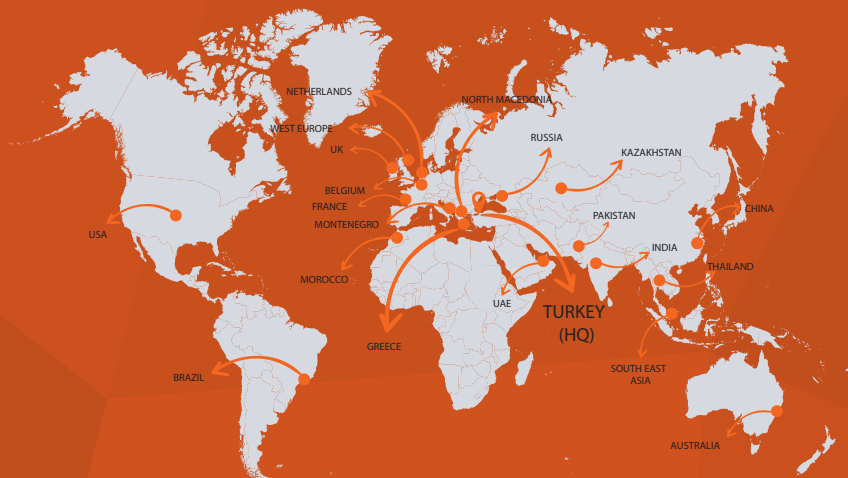 NETHERLANDS
NORTH MACEDONIA
WEST EUROPE
RUSSIA
UK
KAZAKHSTAN
BELGIUM
FRANCE
CHINA
PAKISTAN
MONTENEGRO
USA
INDIA
THAILAND
MOROCCO
UAE
TURKEY
(HQ)
GREECE
SOUTH EAST
ASIA
BRAZIL
AUSTRALIA